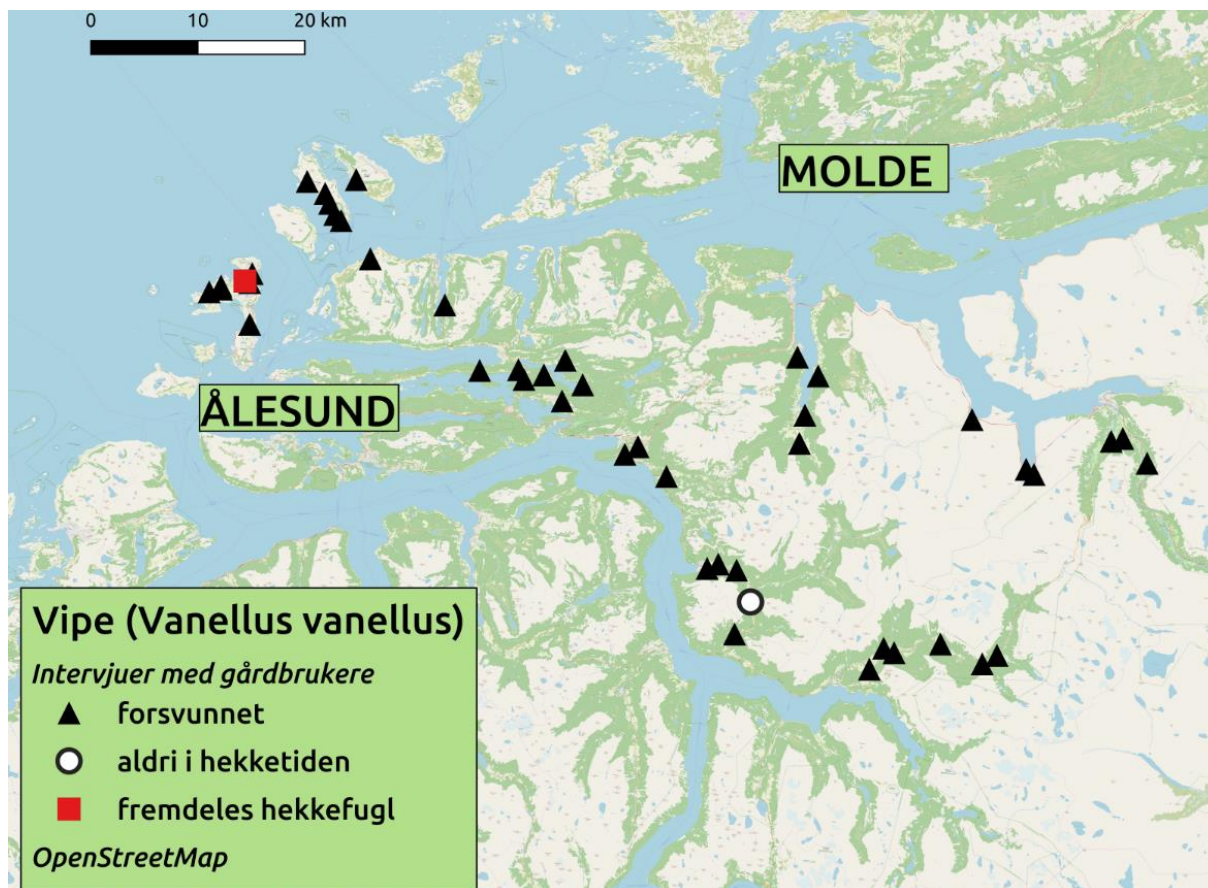 0 10 20 km
MOLDE
ÅLESUND
Vipe (Vanellus vanellus)
Intervjuer med gårdbrukere
forsvunnet
aldri i hekketiden
fremdeles hekkefugl
OpenStreetMap